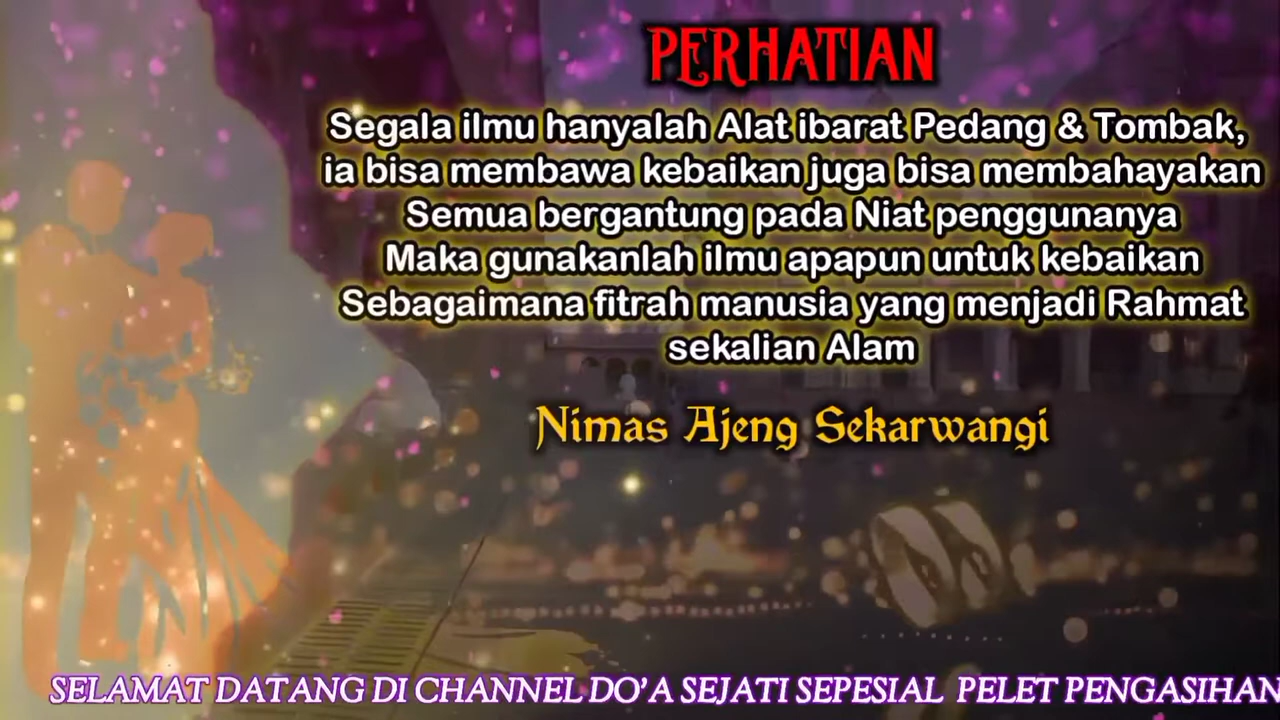 PERHATIAN
Segala ilmu hanyalah Alat ibarat Pedang & Tombak,
ia bisa membawa kebaikan juga bisa membahayakan
Semua bergantung pada Niat penggunanya
Maka gunakanlah ilmu apapun untuk kebaikan
Sebagaimana fitrah manusia yang menjadi Rahmat
sekalian Alam
Nimas Ajeng Sekarwangi
SELAMAT DATANG DI CHANNEL DO'A SEJATI SEPESIAL PELET PENGASIHAN